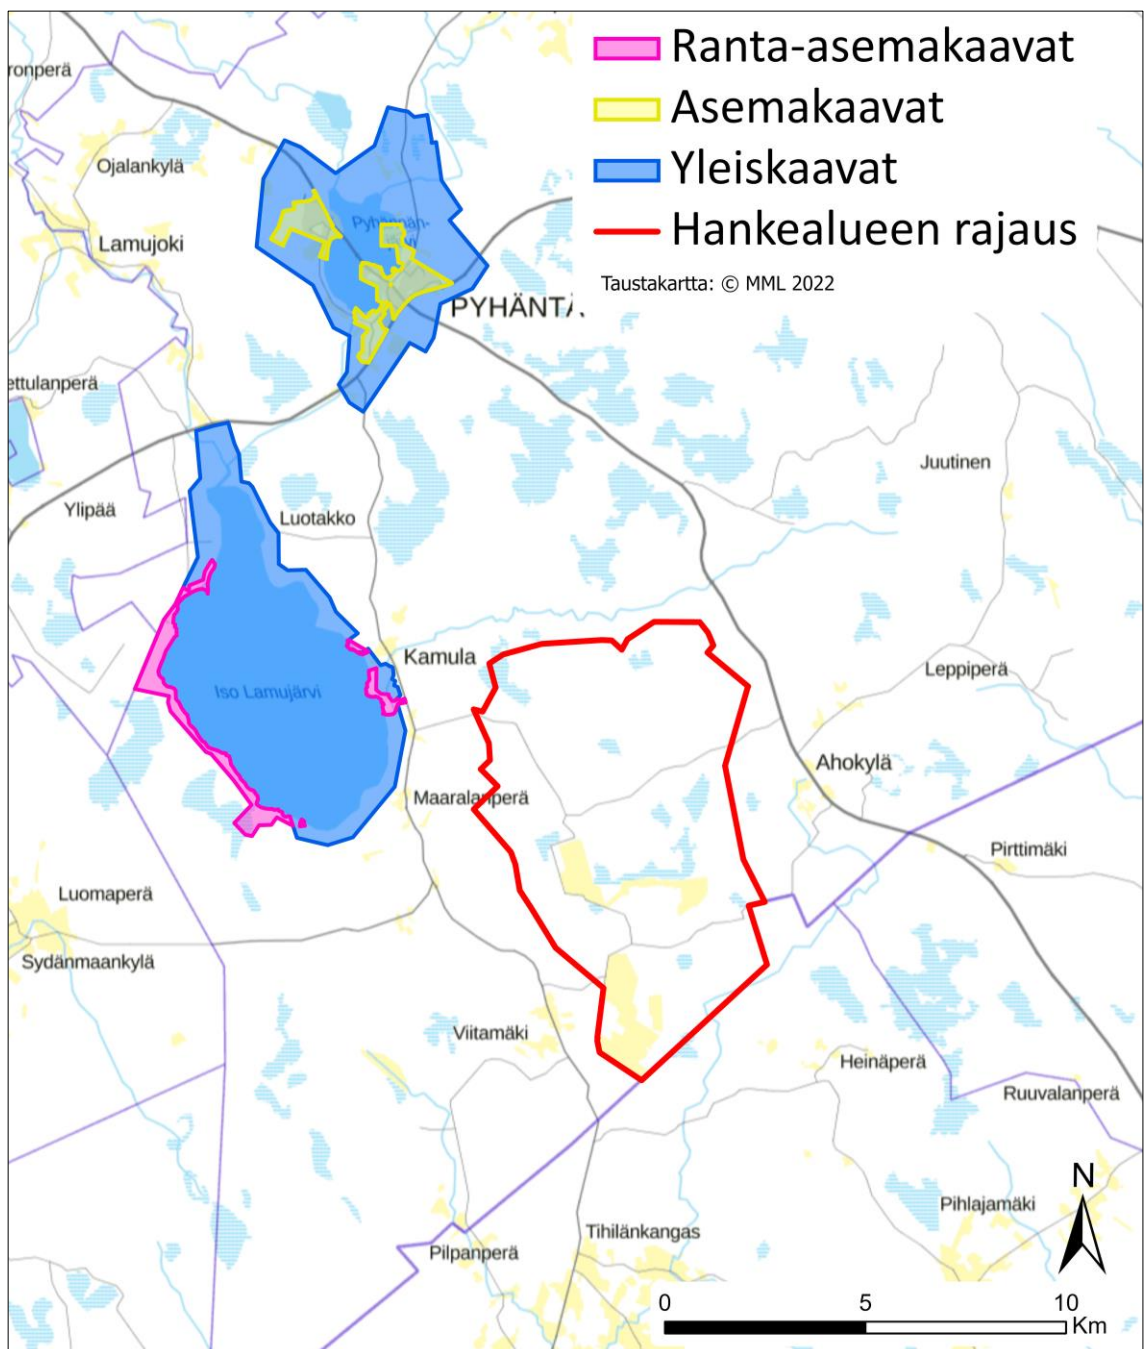 Ranta-asemakaavat
Asemakaavat
Yleiskaavat
Hankealueen rajaus
Taustakartta: © MML 2022
ronperä
Ojalankylä
Lamujoki
Pyhännän-
PYHÄNTÄ
ettulanperä
Juutinen
Ylipää
Luotakko
Kamula
Leppiperä
Iso Lamujärvi
Ahokylä
Maaralanperä
Pirttimäki
Luomaperä
Sydänmaankylä
Viitamäki
Heinäperä
Ruuvalanperä
N
Pihlajamäki
Tihilänkangas
Pilpanperä
0 5 10
Km